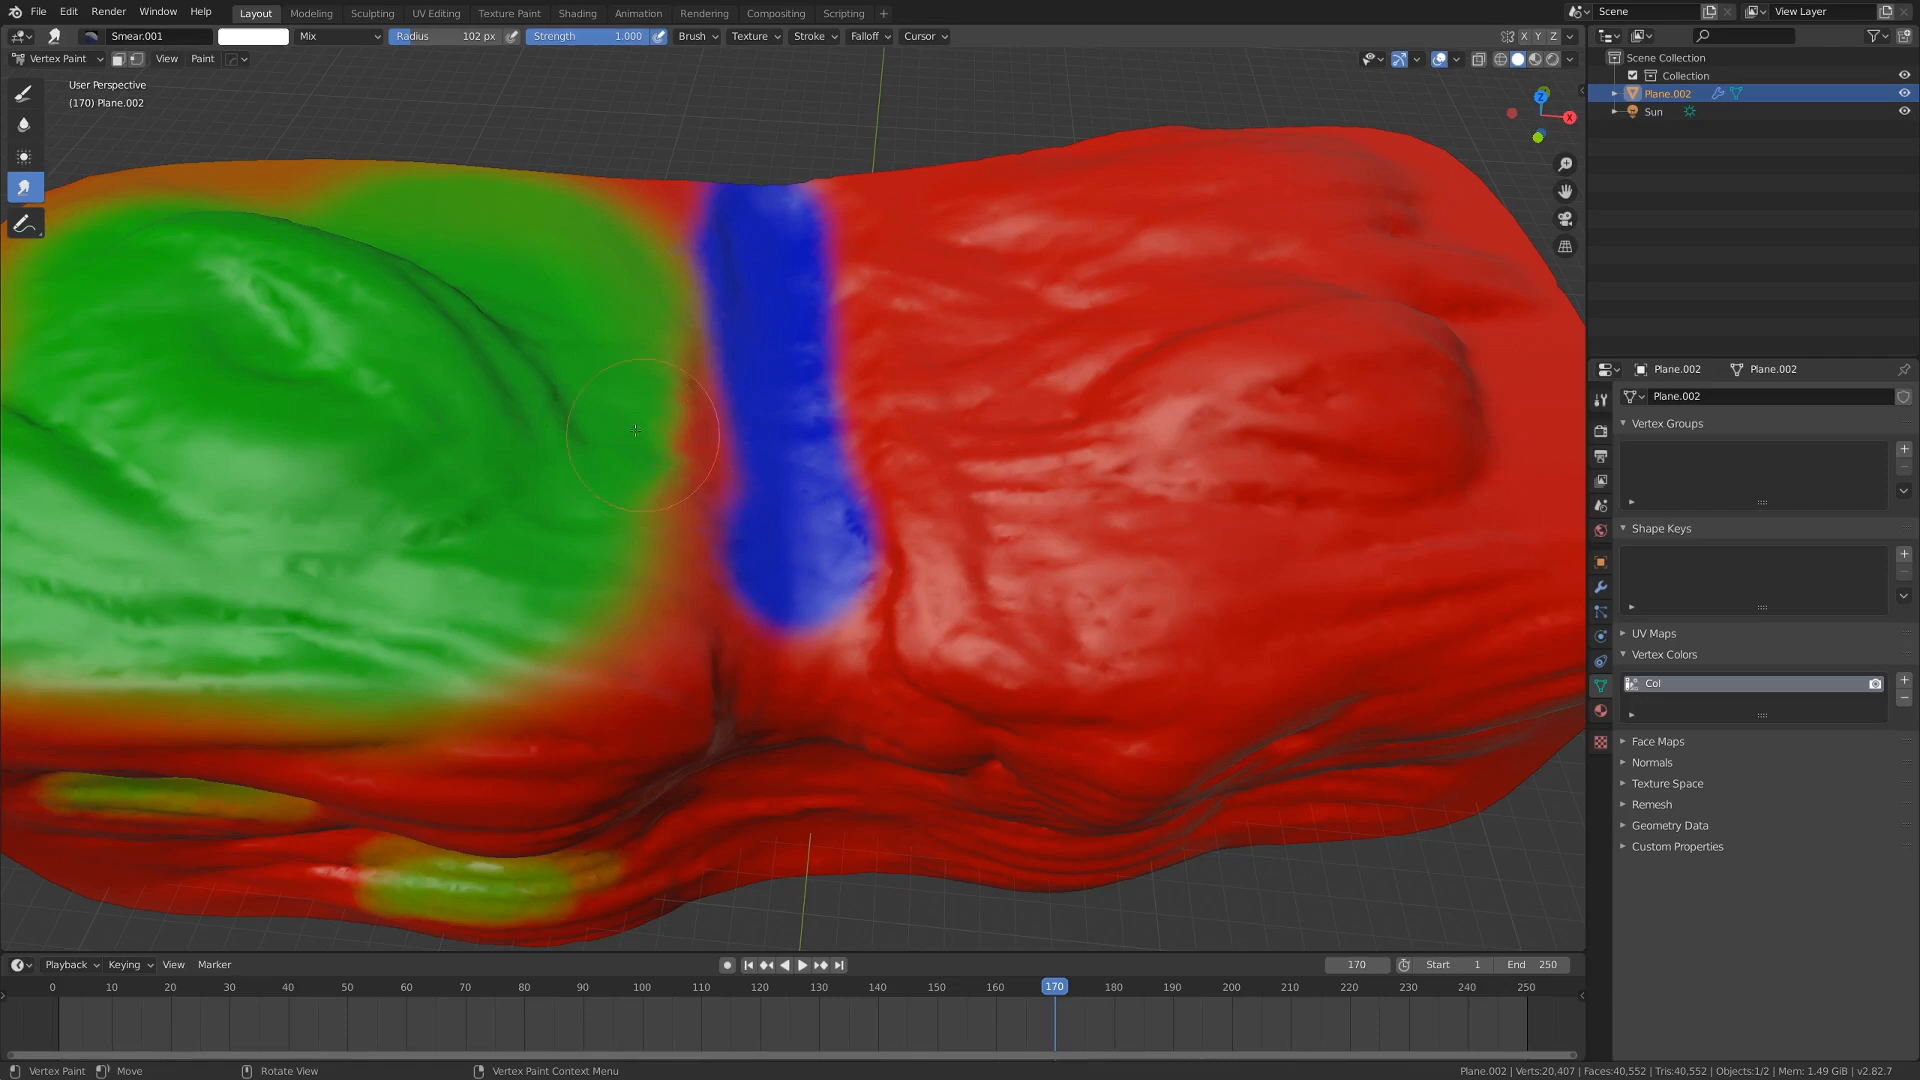 File Edit Render Window Help Layout Modeling Sculpting UV Editing Texture Paint Shading Animation Rendering Compositing Scripting + Scene View Layer
Smear.001 Mix Radius 102 px Strength 1.000 Brush Texture Stroke Falloff Cursor X Y Z
Vertex Paint View Paint
User Perspective
(170) Plane.002
Z
X
Scene Collection
Collection
Plane.002
Sun
Plane.002 Plane.002
Plane.002
Vertex Groups
Shape Keys
UV Maps
Vertex Colors
Col
Face Maps
Normals
Texture Space
Remesh
Geometry Data
Custom Properties
Playback Keying View Marker 170 Start 1 End 250
0 10 20 30 40 50 60 70 80 90 100 110 120 130 140 150 160 170 180 190 200 210 220 230 240 250
Vertex Paint Move Rotate View Vertex Paint Context Menu Plane.002 | Verts:20,407 | Faces:40,552 | Tris:40,552 | Objects:1/2 | Mem: 1.49 GiB | v2.82.7